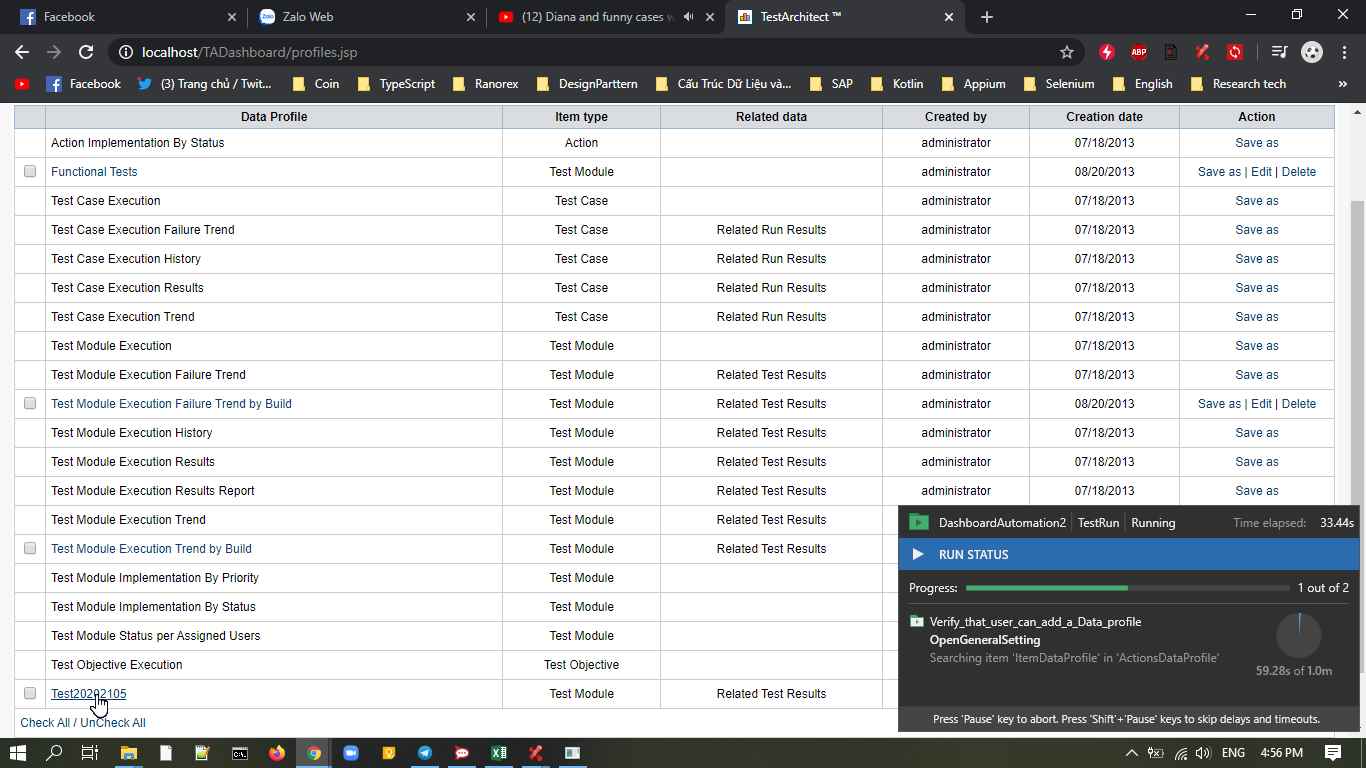 Facebook
Zalo Web
(12) Diana and funny cases w
TestArchitect ™
localhost/TADashboard/profiles.jsp
ABP
Facebook
(3) Trang chủ / Twit...
Coin
TypeScript
Ranorex
DesignParttern
Cấu Trúc Dữ Liệu và...
SAP
Kotlin
Appium
Selenium
English
Research tech
»
Data Profile Item type Related data Created by Creation date Action
Action Implementation By Status Action administrator 07/18/2013 Save as
Functional Tests Test Module administrator 08/20/2013 Save as | Edit | Delete
Test Case Execution Test Case administrator 07/18/2013 Save as
Test Case Execution Failure Trend Test Case Related Run Results administrator 07/18/2013 Save as
Test Case Execution History Test Case Related Run Results administrator 07/18/2013 Save as
Test Case Execution Results Test Case Related Run Results administrator 07/18/2013 Save as
Test Case Execution Trend Test Case Related Run Results administrator 07/18/2013 Save as
Test Module Execution Test Module administrator 07/18/2013 Save as
Test Module Execution Failure Trend Test Module Related Test Results administrator 07/18/2013 Save as
Test Module Execution Failure Trend by Build Test Module Related Test Results administrator 08/20/2013 Save as | Edit | Delete
Test Module Execution History Test Module Related Test Results administrator 07/18/2013 Save as
Test Module Execution Results Test Module Related Test Results administrator 07/18/2013 Save as
Test Module Execution Results Report Test Module Related Test Results administrator 07/18/2013 Save as
Test Module Execution Trend Test Module Related Test Results
Test Module Execution Trend by Build Test Module Related Test Results
Test Module Implementation By Priority Test Module
Test Module Implementation By Status Test Module
Test Module Status per Assigned Users Test Module
Test Objective Execution Test Objective
Test20202105 Test Module Related Test Results
Check All / UnCheck All
DashboardAutomation2 TestRun Running Time elapsed: 33.44s
RUN STATUS
Progress: 1 out of 2
Verify_that_user_can_add_a_Data_profile
OpenGeneralSetting
Searching item 'ItemDataProfile' in 'ActionsDataProfile'
59.28s of 1.0m
Press 'Pause' key to abort. Press 'Shift'+'Pause' keys to skip delays and timeouts.
ENG
4:56 PM